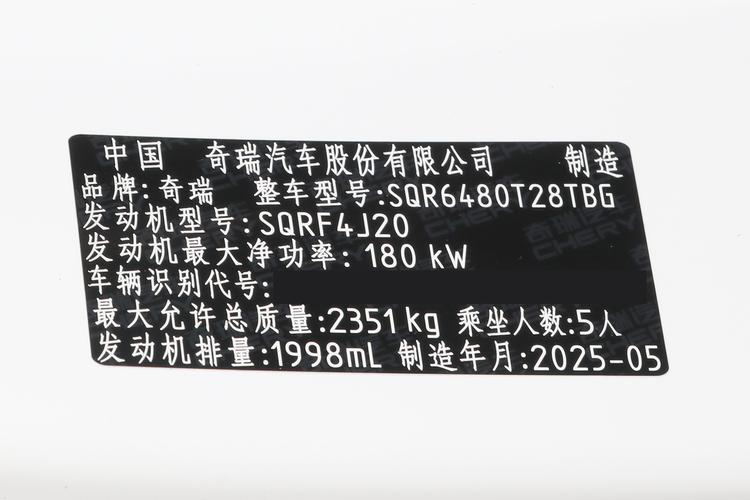 中国 奇瑞汽车股份有限公司 制造
品牌:奇瑞 整车型号:SQR6480T28TBG
发动机型号:SQRF4J20
发动机最大净功率:180 kW
车辆识别代号:
最大允许总质量:2351kg 乘坐人数:5人
发动机排量:1998mL 制造年月:2025-05